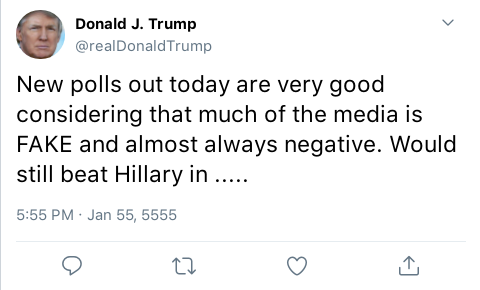 Donald J. Trump
@realDonaldTrump
New polls out today are very good
considering that much of the media is
FAKE and almost always negative. Would
still beat Hillary in .....
5:55 PM · Jan 55, 5555